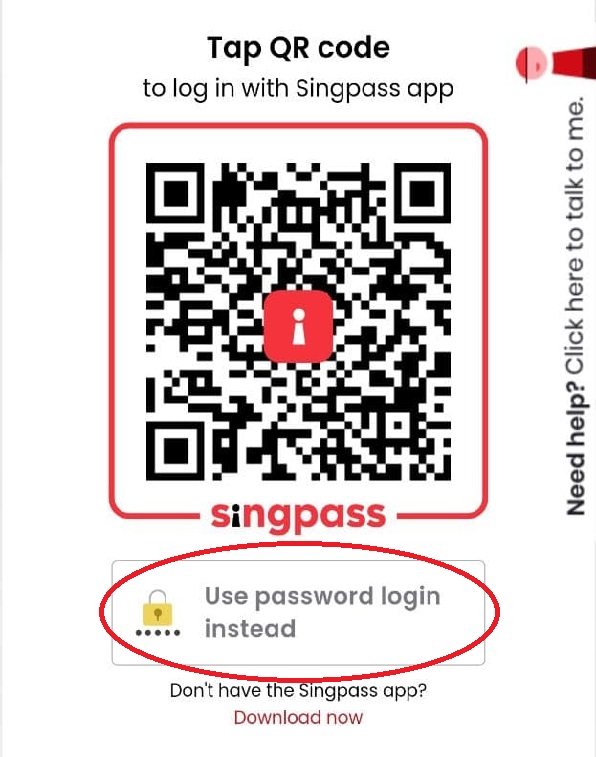 Tap QR code
to log in with Singpass app
singpass
Use password login
instead
Don't have the Singpass app?
Download now
Need help? Click here to talk to me.